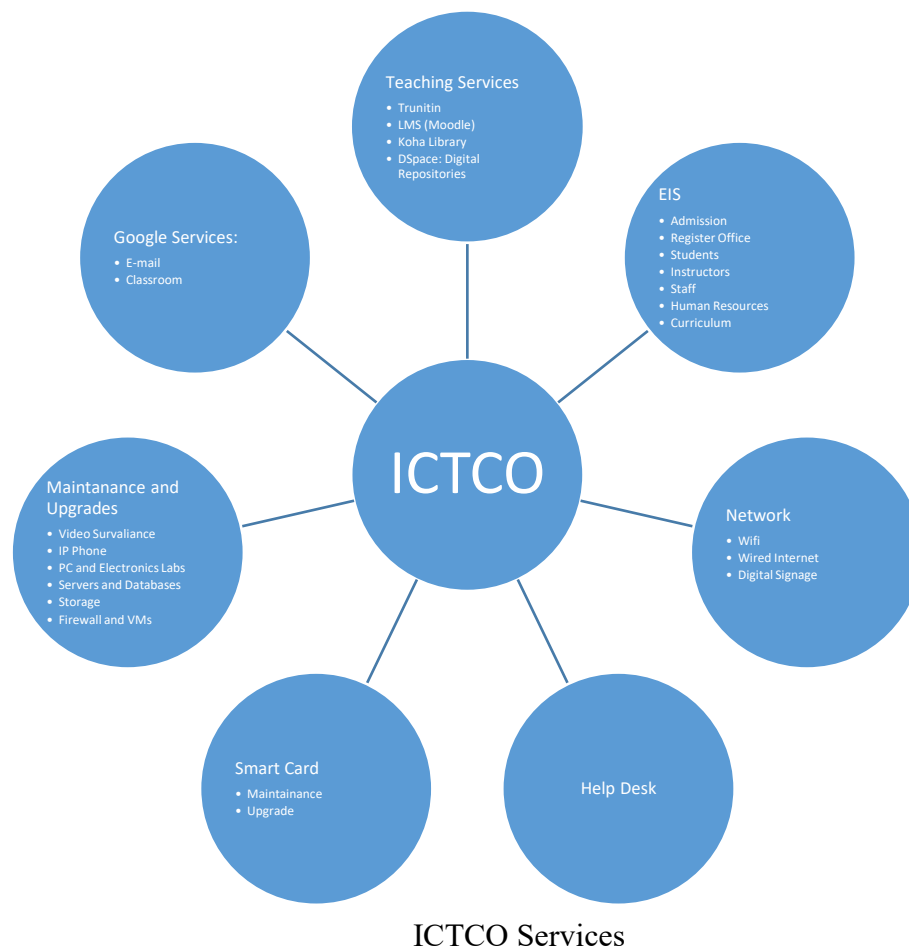 Teaching Services
• Trunitin
• LMS (Moodle)
• Koha Library
• DSpace: Digital
Repositories
EIS
• Admission
• Register Office
• Students
• Instructors
• Staff
• Human Resources
• Curriculum
Google Services:
• E-mail
• Classroom
ICTCO
Maintanance and
Upgrades
• Video Survaliance
• IP Phone
• PC and Electronics Labs
• Servers and Databases
• Storage
• Firewall and VMs
Network
• Wifi
• Wired Internet
• Digital Signage
Smart Card
• Maintainance
• Upgrade
Help Desk
ICTCO Services